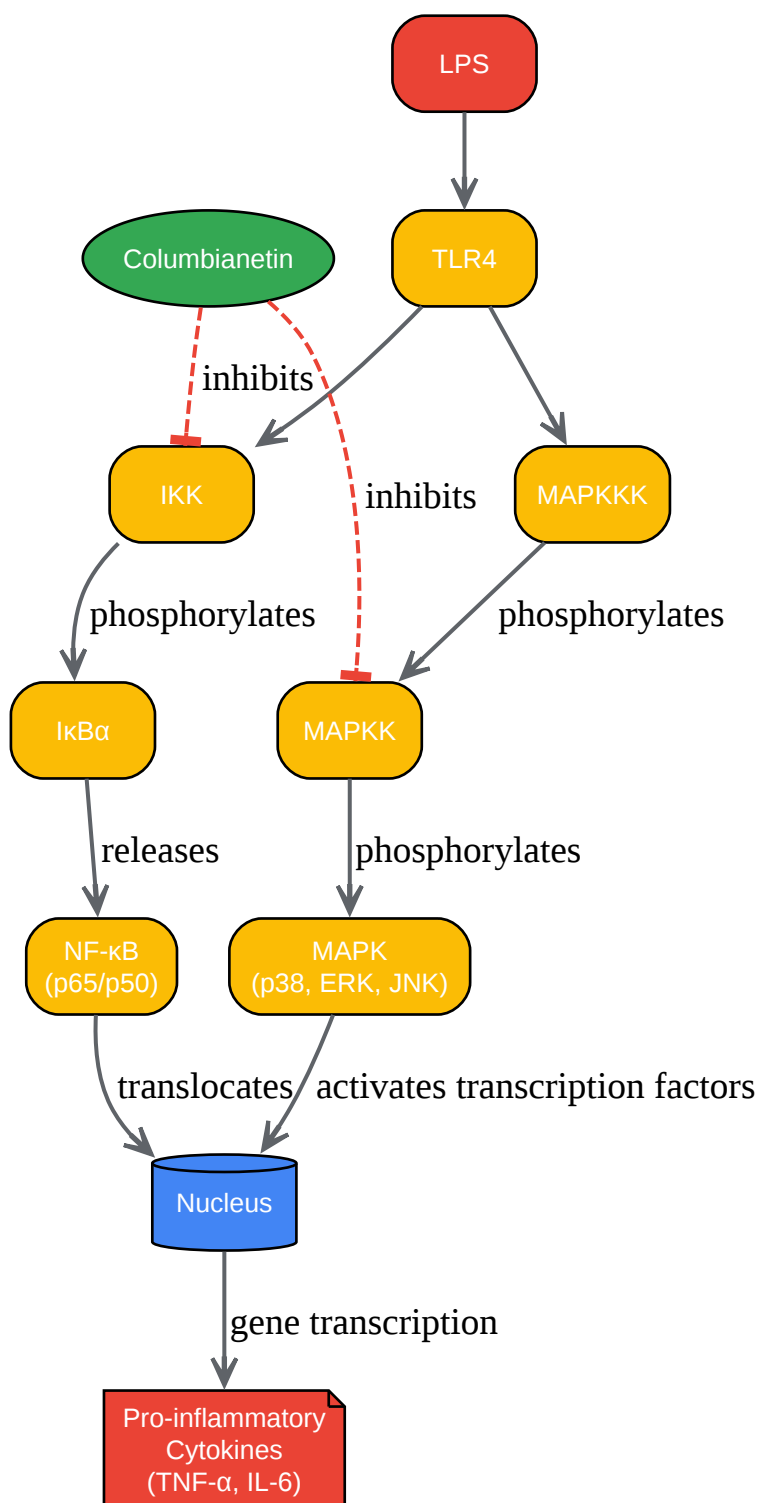 LPS
Columbianetin
TLR4
inhibits
IKK
inhibits
MAPKKK
phosphorylates
phosphorylates
IκBα
MAPKK
releases
phosphorylates
NF-κB
(p65/p50)
MAPK
(p38, ERK, JNK)
translocates
activates transcription factors
Nucleus
gene transcription
Pro-inflammatory
Cytokines
(TNF-α, IL-6)